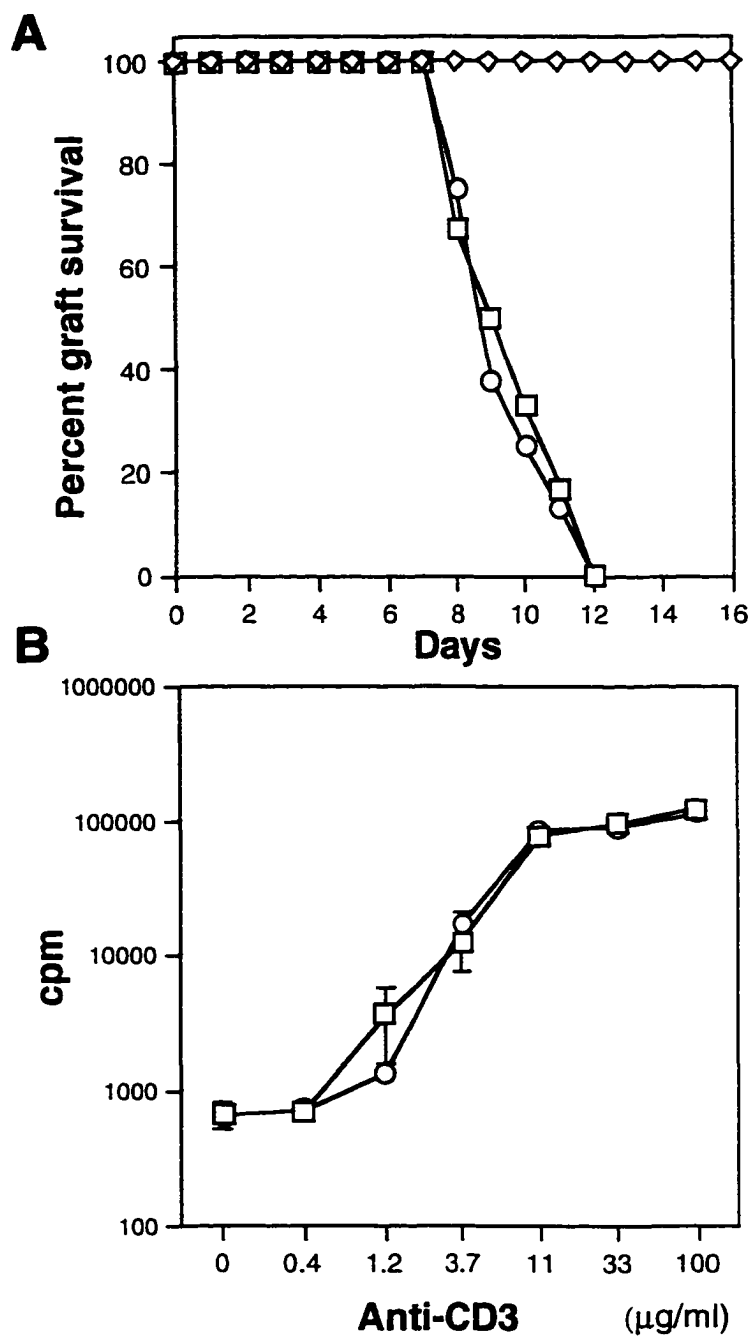 A
100
80
60
40
20
0
Percent graft survival
0 2 4 6 8 10 12 14 16
Days
B
1000000
100000
10000
1000
100
cpm
0 0.4 1.2 3.7 11 33 100
Anti-CD3 (μg/ml)